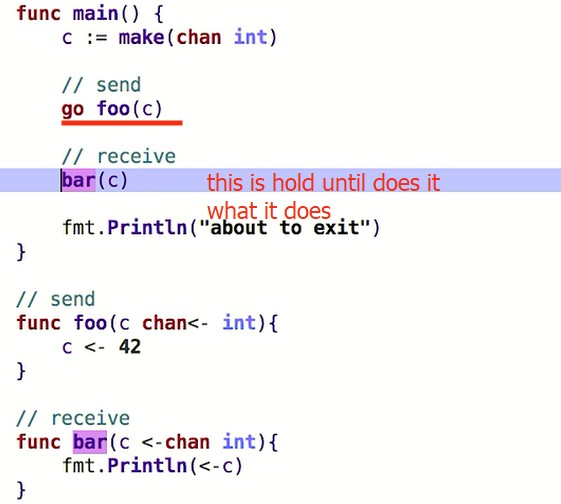 func main() {
c := make(chan int)
// send
go foo(c)
// receive
bar(c) this is hold until does it
what it does
fmt.Println("about to exit")
}
// send
func foo(c chan<- int){
c <- 42
}
// receive
func bar(c <-chan int){
fmt.Println(<-c)
}